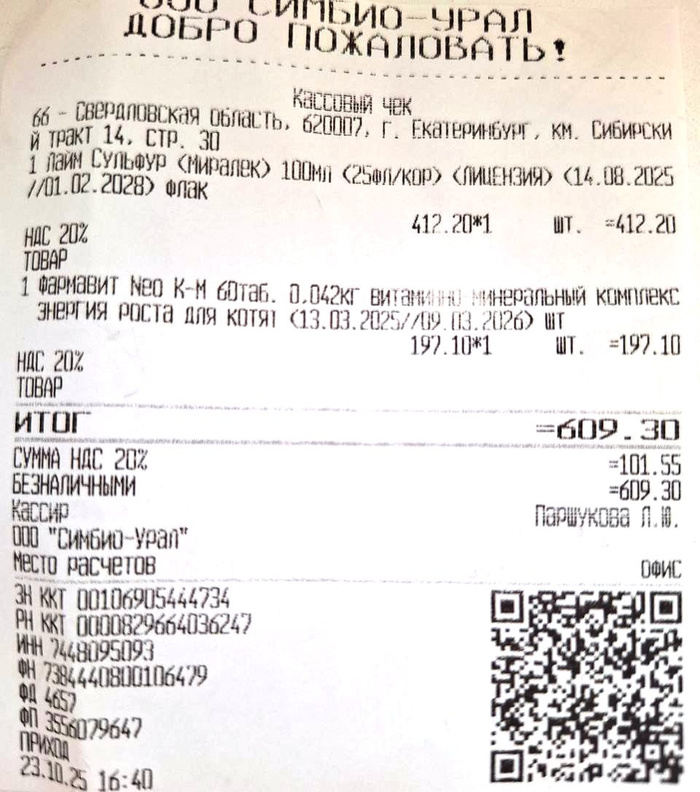 ООО СИМБИО-УРАЛ
ДОБРО ПОЖАЛОВАТЬ!
Кассовый чек
66 - Свердловская область, 620007, г. Екатеринбург, км. Сибирски
й тракт 14, стр. 30
1 Лайм Сульфур (Миралек) 100мл (25фл/кор) (ЛИЦЕНЗИЯ) (14.08.2025
//01.02.2028) флак
412.20*1 шт. =412.20
НДС 20%
ТОВАР
1 Фармавит Neo К-М 60таб. 0.042кг витаминно-минеральный комплекс
Энергия роста для котят (13.03.2025//09.03.2026) шт
197.10*1 шт. =197.10
НДС 20%
ТОВАР
ИТОГ =609.30
СУММА НДС 20% =101.55
БЕЗНАЛИЧНЫМИ =609.30
Кассир Паршукова Л.Ю.
ООО "Симбио-Урал"
Место расчетов ОФИС
ЗН ККТ 00106905444734
РН ККТ 0000829664036247
ИНН 7448095093
ФН 7384440800106479
ФД 4657
ФП 3556079647
ПРИХОД
23.10.25 16:40